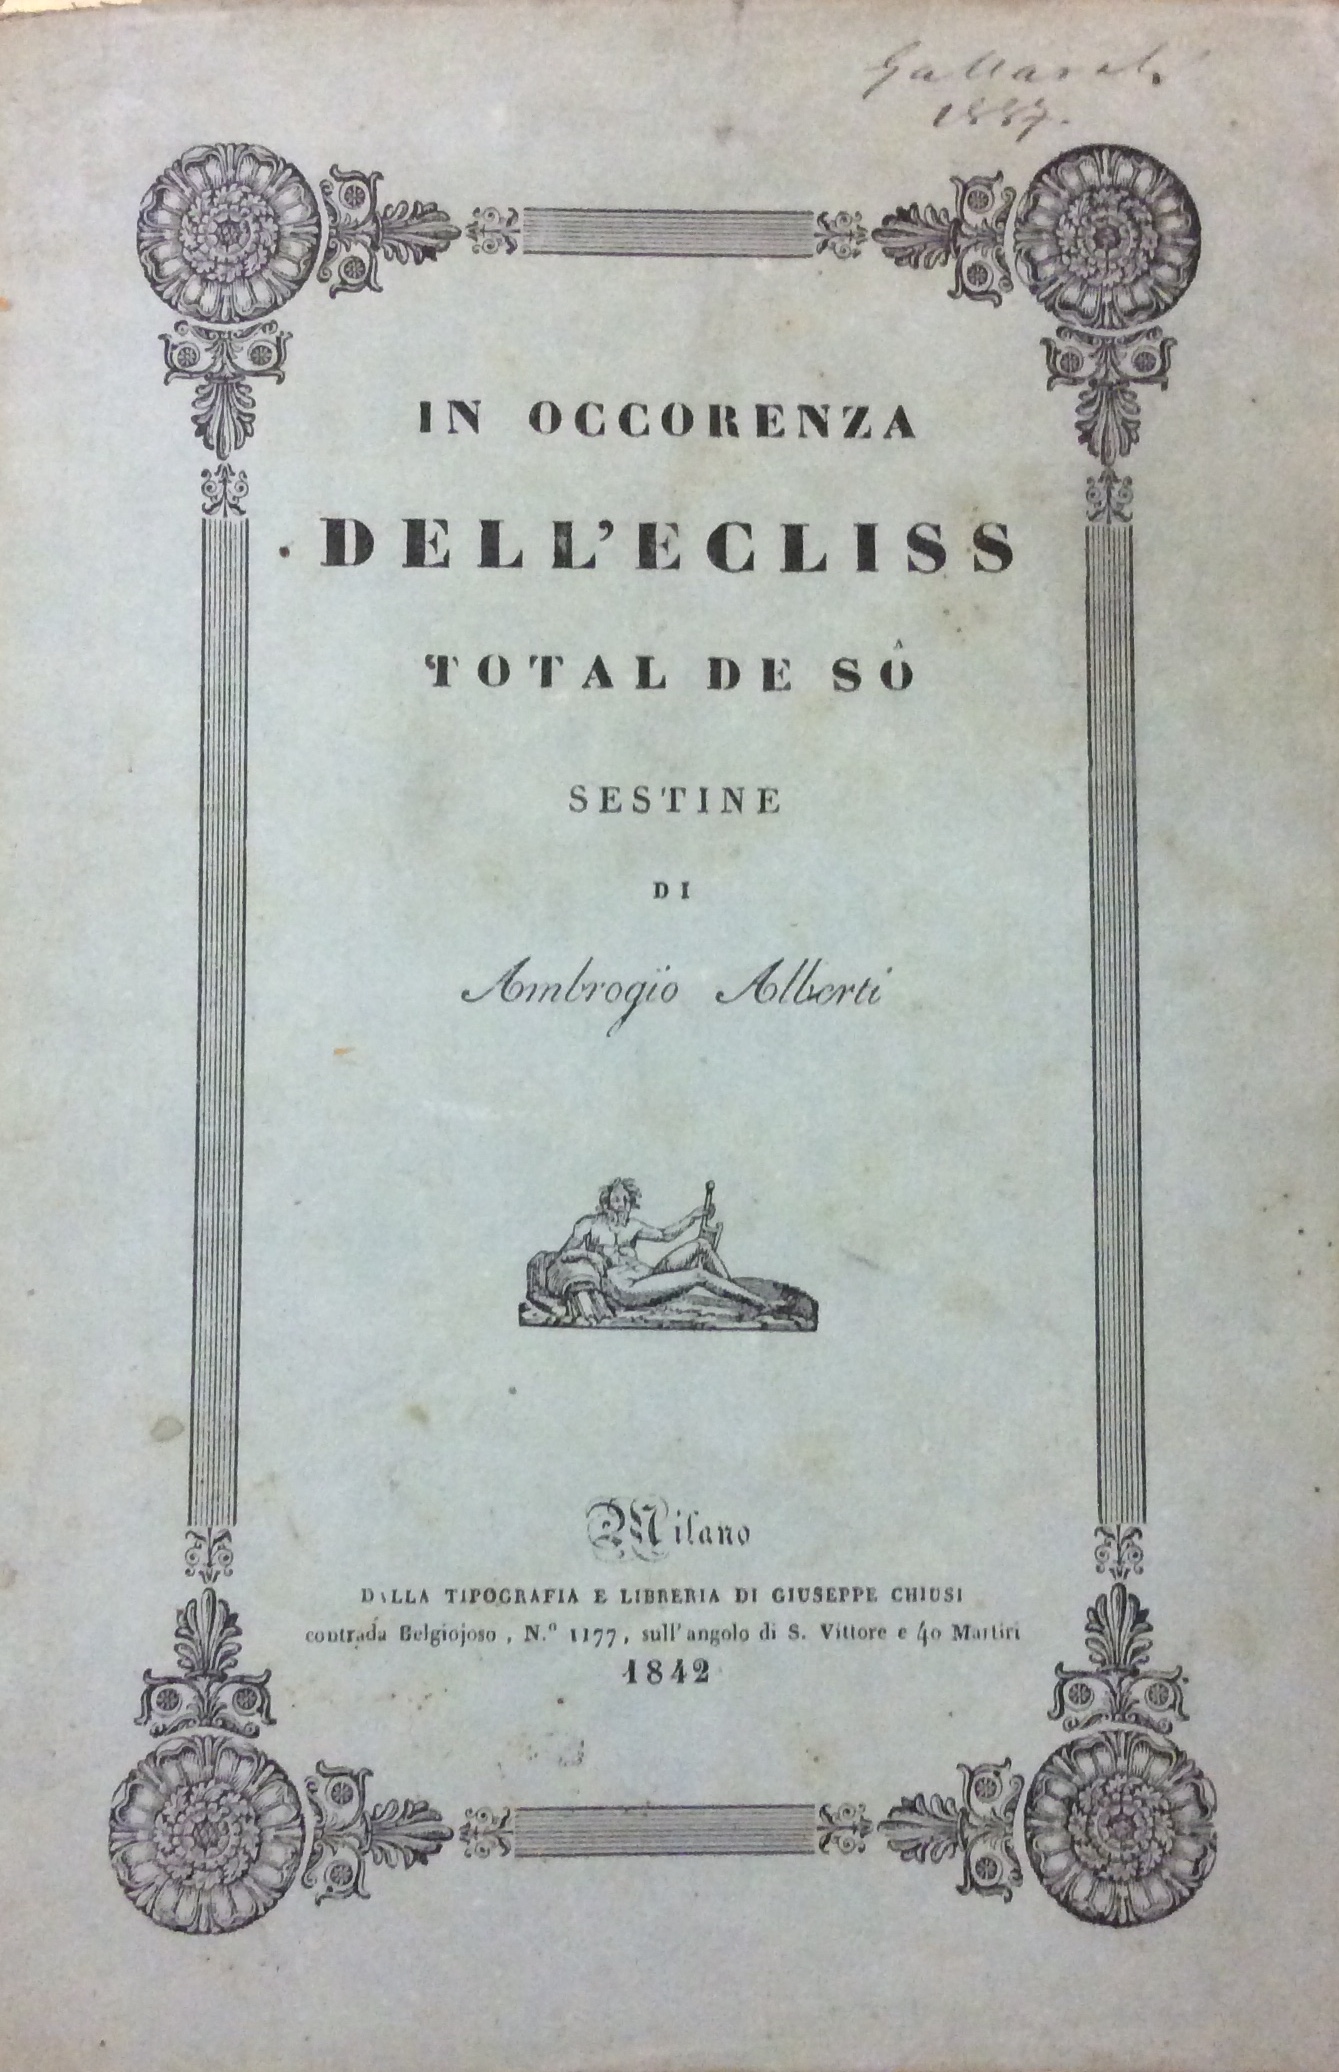 IN OCCORENZA
DELL'ECLISS
TOTAL DE SÔ
SESTINE
DI
Ambrogio Alberti
Milano
DALLA TIPOGRAFIA E LIBRERIA DI GIUSEPPE CHIUSI
contrada Belgiojoso, N.º 1177, sull'angolo di S. Vittore e 40 Martiri
1842